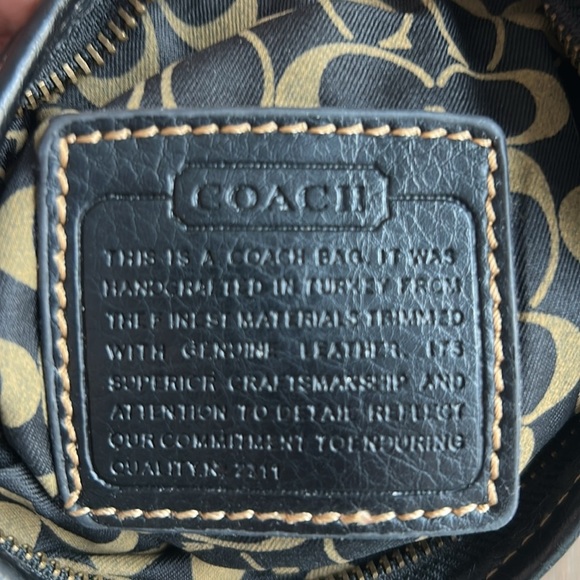 COACH
THIS IS A COACH BAG. IT WAS
HANDCRAFTED IN TURKEY FROM
THE FINEST MATERIALS TRIMMED
WITH GENUINE LEATHER. ITS
SUPERIOR CRAFTSMANSHIP AND
ATTENTION TO DETAIL REFLECT
OUR COMMITMENT TO ENDURING
QUALITY. N. 2211